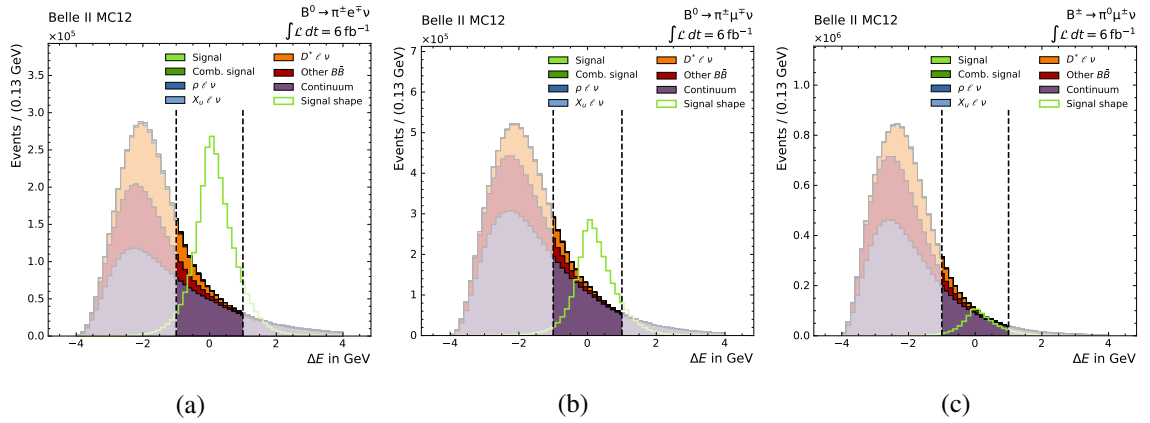 Belle II MC12
B⁰ → π±e∓ν
∫ℒ dt = 6 fb⁻¹
×10⁵
Signal
Comb. signal
ρ ℓ ν
Xᵤ ℓ ν
D* ℓ ν
Other BB̄
Continuum
Signal shape
Events / (0.13 GeV)
3.5
3.0
2.5
2.0
1.5
1.0
0.5
0.0
−4 −2 0 2 4
ΔE in GeV
(a)
Belle II MC12
B⁰ → π±μ∓ν
∫ℒ dt = 6 fb⁻¹
×10⁵
Signal
Comb. signal
ρ ℓ ν
Xᵤ ℓ ν
D* ℓ ν
Other BB̄
Continuum
Signal shape
Events / (0.13 GeV)
7
6
5
4
3
2
1
0
−4 −2 0 2 4
ΔE in GeV
(b)
Belle II MC12
B± → π⁰μ±ν
∫ℒ dt = 6 fb⁻¹
×10⁶
Signal
Comb. signal
ρ ℓ ν
Xᵤ ℓ ν
D* ℓ ν
Other BB̄
Continuum
Signal shape
Events / (0.13 GeV)
1.0
0.8
0.6
0.4
0.2
0.0
−4 −2 0 2 4
ΔE in GeV
(c)